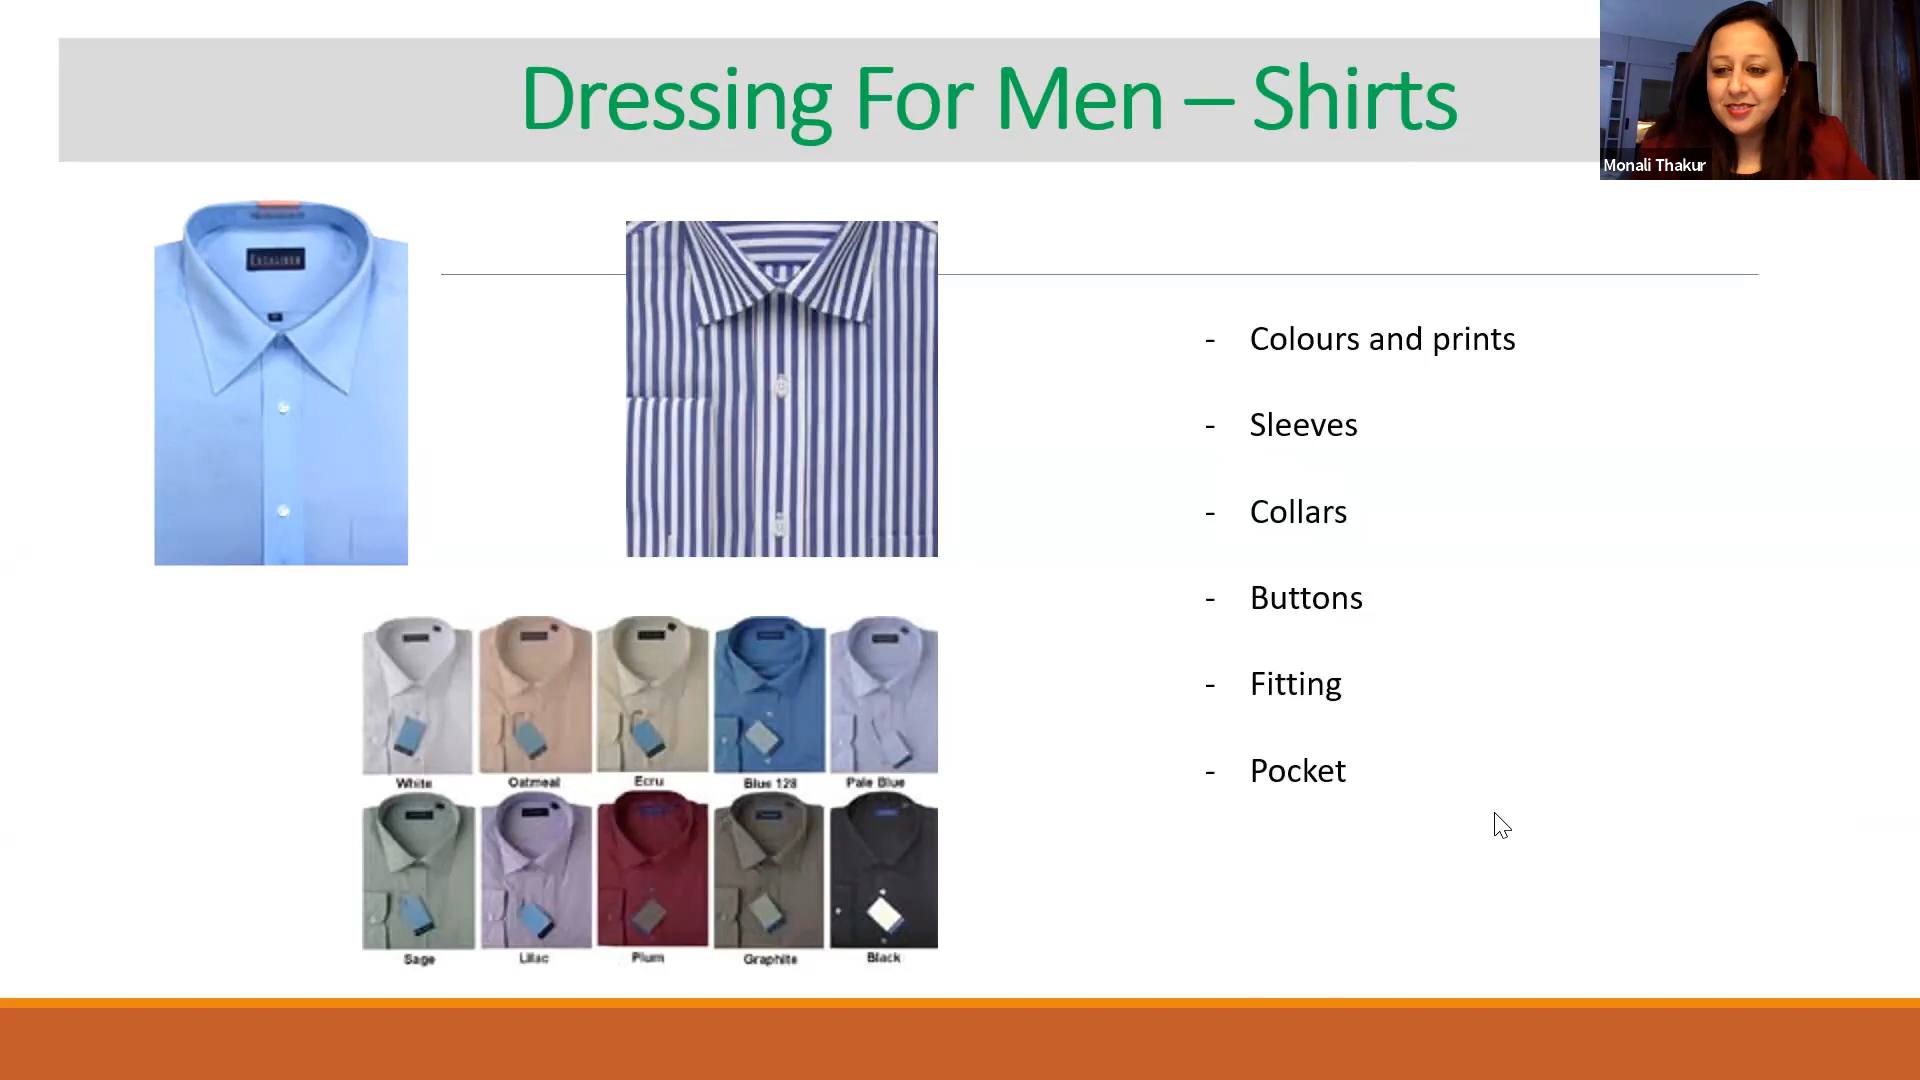 Dressing For Men – Shirts
Monali Thakur
EXCALIBUR
- Colours and prints
- Sleeves
- Collars
- Buttons
- Fitting
- Pocket
White Oatmeal Ecru Blue 128 Pale Blue
Sage Lilac Plum Graphite Black